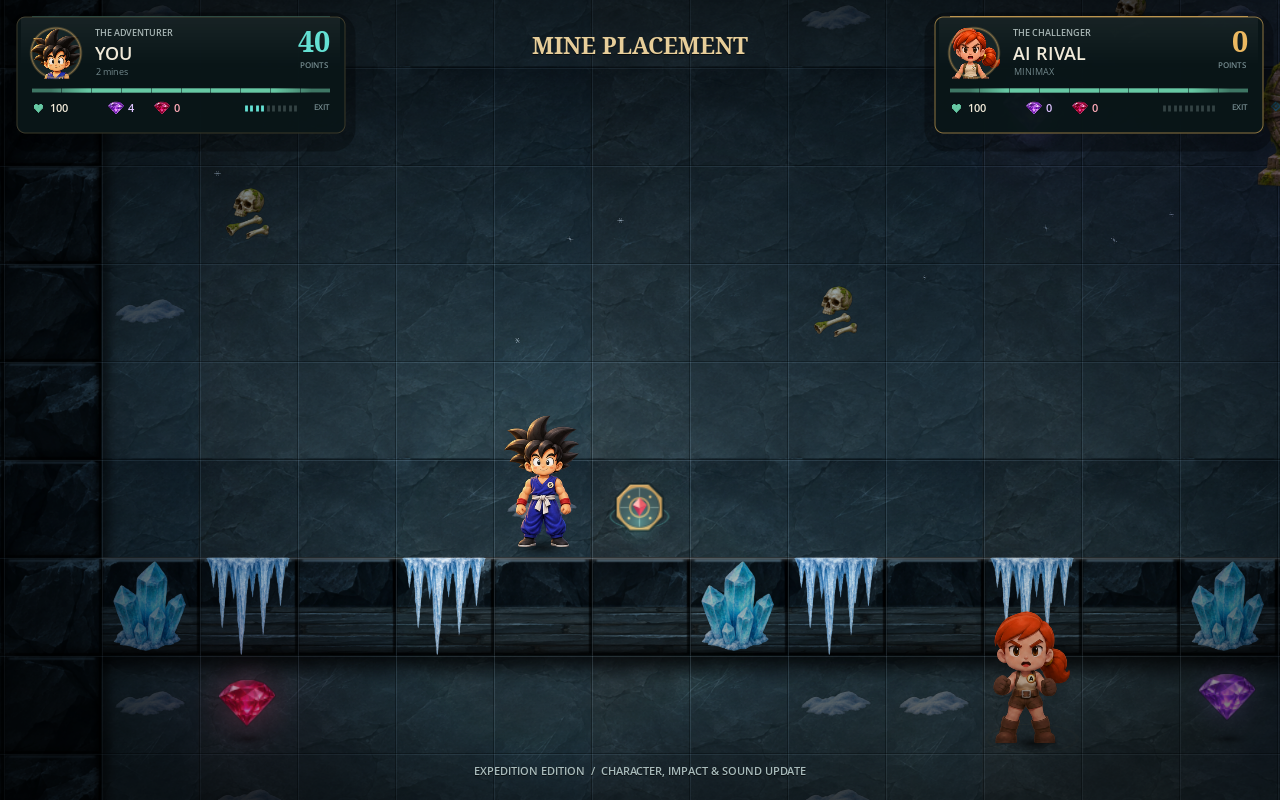 THE ADVENTURER
YOU
2 mines
40
POINTS
100
4
0
EXIT
MINE PLACEMENT
THE CHALLENGER
AI RIVAL
MINIMAX
0
POINTS
100
0
0
EXIT
EXPEDITION EDITION / CHARACTER, IMPACT & SOUND UPDATE